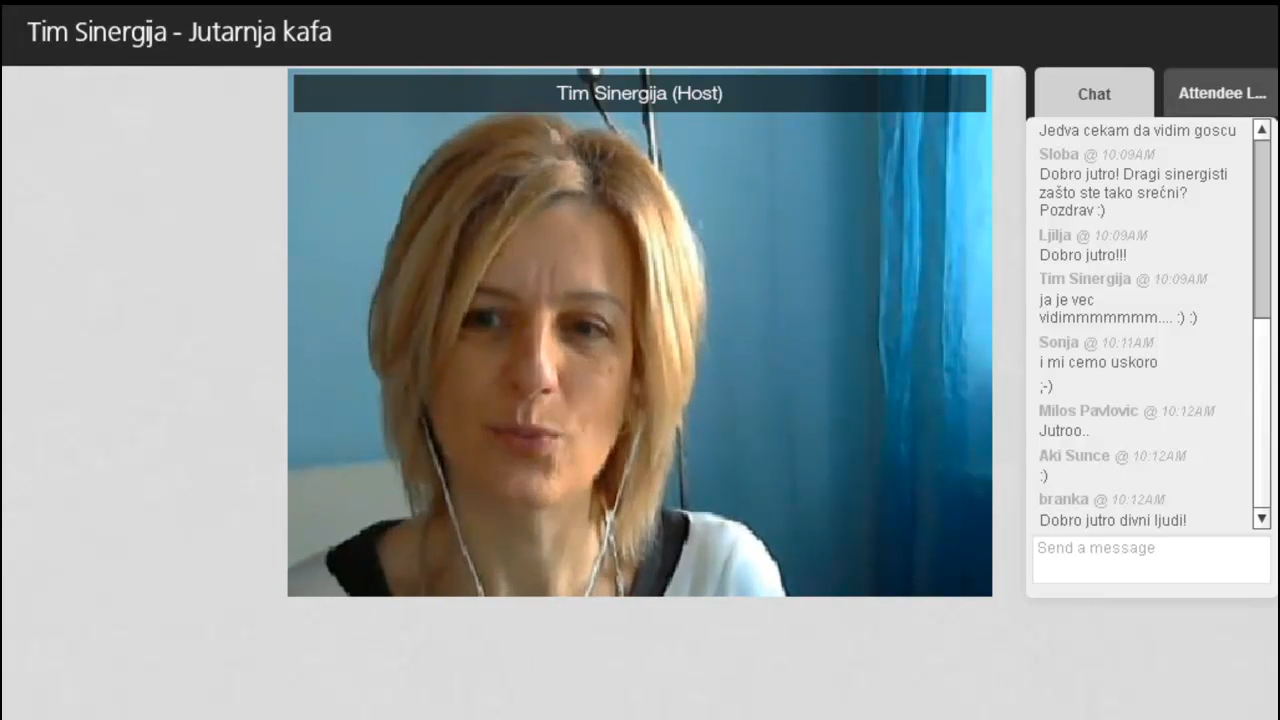 Tim Sinergija - Jutarnja kafa
Tim Sinergija (Host)
Chat
Attendee L...
Jedva cekam da vidim goscu
Sloba @ 10:09AM
Dobro jutro! Dragi sinergisti
zašto ste tako srećni?
Pozdrav :)
Ljilja @ 10:09AM
Dobro jutro!!!
Tim Sinergija @ 10:09AM
ja je vec
vidimmmmmmm.... :) :)
Sonja @ 10:11AM
i mi cemo uskoro
;-)
Milos Pavlovic @ 10:12AM
Jutroo..
Aki Sunce @ 10:12AM
:)
branka @ 10:12AM
Dobro jutro divni ljudi!
Send a message